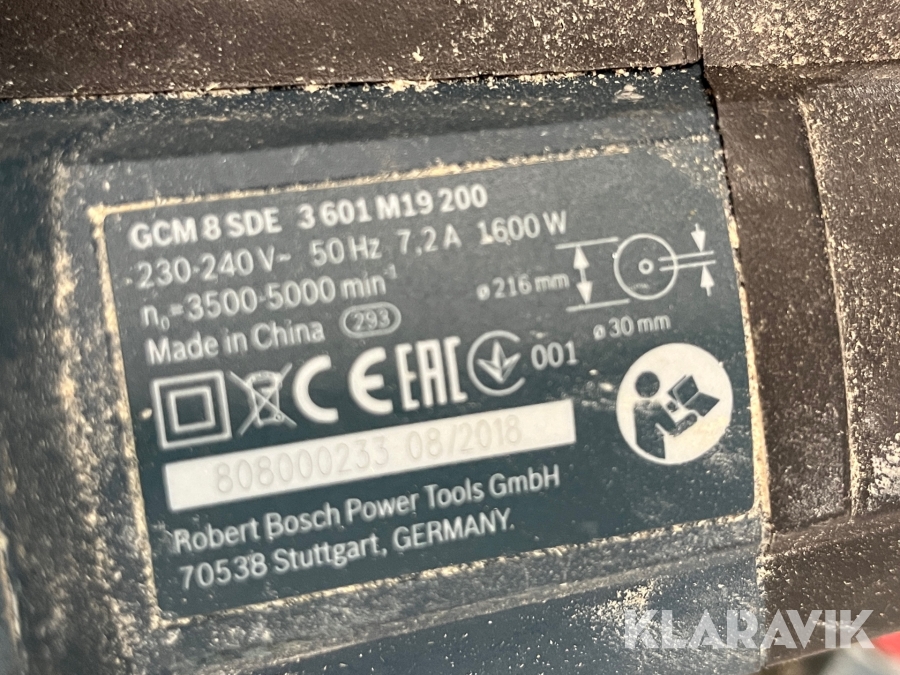 GCM 8 SDE 3 601 M19 200
230-240 V~ 50 Hz 7,2 A 1600 W
n₀=3500-5000 min⁻¹
ø 216 mm
ø 30 mm
Made in China 293
CE EAC 001
808000233 08/2018
Robert Bosch Power Tools GmbH
70538 Stuttgart, GERMANY.
KLARAVIK